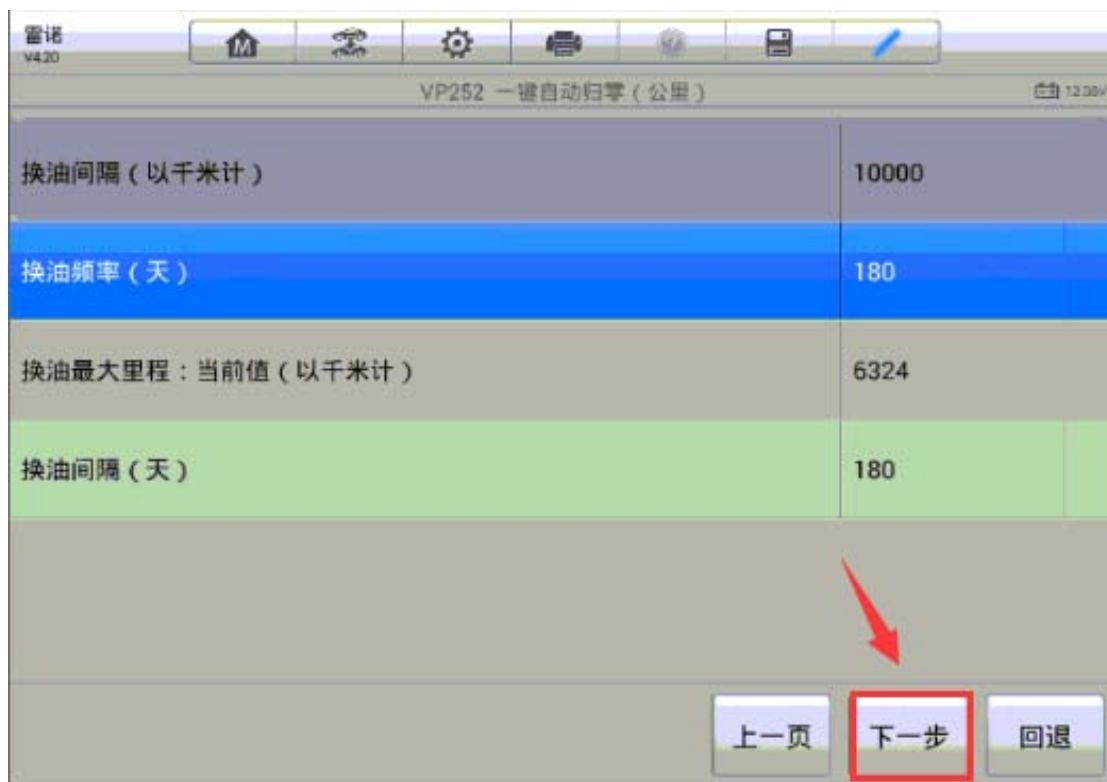 雷诺
V4.20
M
VP252 一键自动归零（公里）
12.38V
换油间隔（以千米计）
10000
换油频率（天）
180
换油最大里程：当前值（以千米计）
6324
换油间隔（天）
180
上一页
下一步
回退